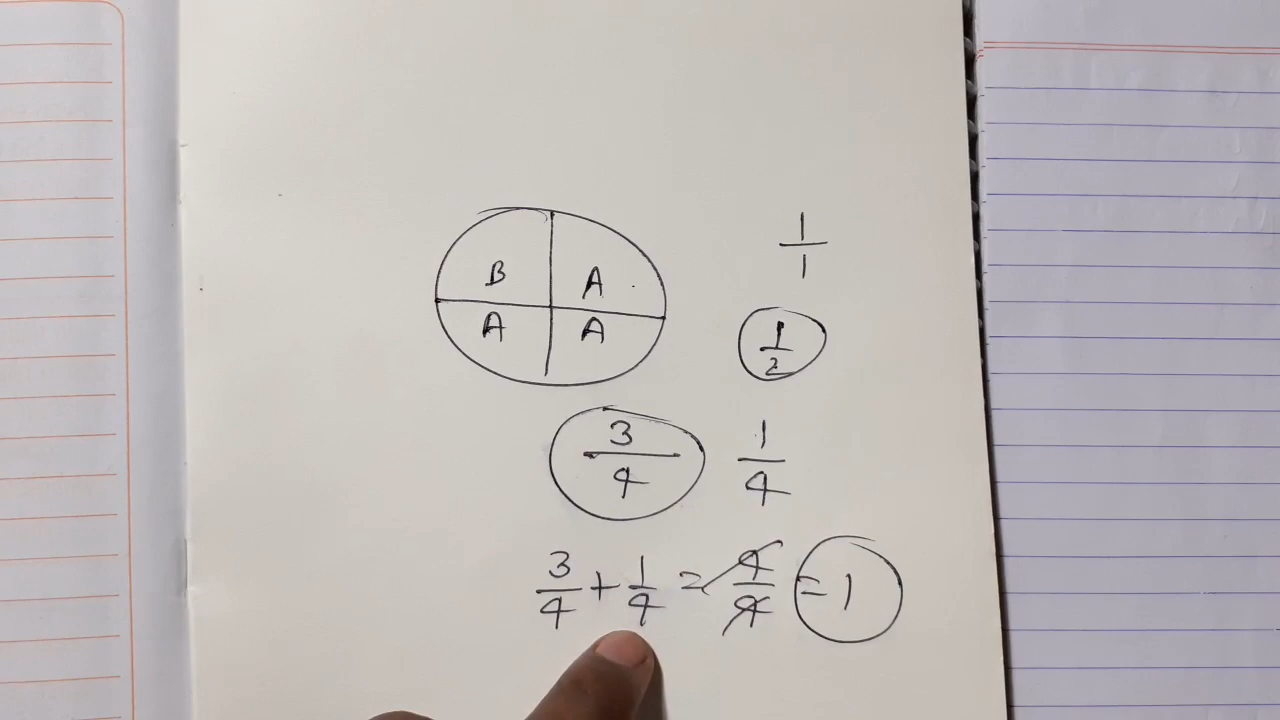 B A
A A
1/1
1/2
3/4 1/4
3/4 + 1/4 = 4/4 = 1